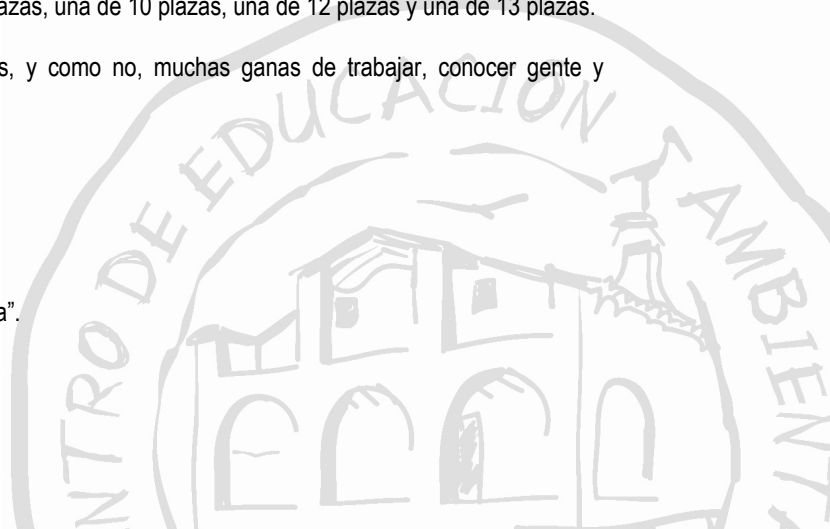 plazas, una de 10 plazas, una de 12 plazas y una de 13 plazas.
s, y como no, muchas ganas de trabajar, conocer gente y
a”.
CENTRO DE EDUCACIÓN AMBIENTAL